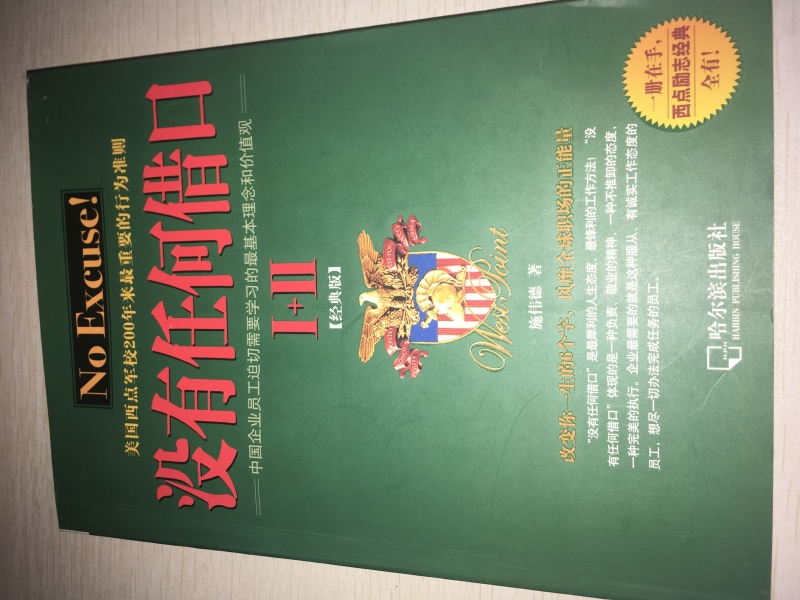 No Excuse!
一册在手，
西点励志经典
全有！
美国西点军校200年来最重要的行为准则
没有任何借口
中国企业员工迫切需要学习的最基本理念和价值观
I+II
【经典版】
West Point
施伟德 著
改变你一生的6个字，风靡全球职场的正能量
“没有任何借口”是最犀利的人生态度，最锋利的工作方法！“没
有任何借口”体现的是一种负责、敬业的精神，一种不推卸的态度，
一种完美的执行。企业最需要的就是这种服从、有诚实工作态度的
员工，想尽一切办法完成任务的员工。
哈尔滨出版社
HARBIN PUBLISHING HOUSE